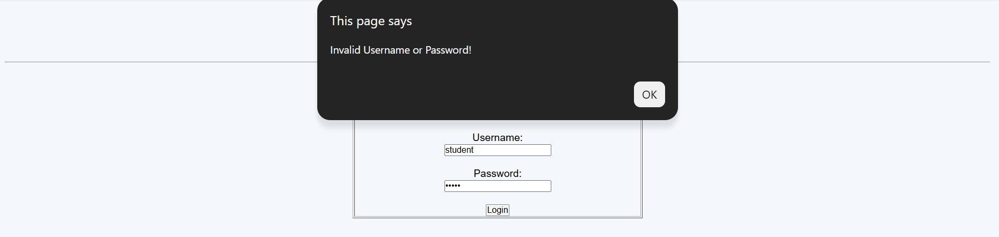 This page says
Invalid Username or Password!
OK
Username:
student
Password:
•••••
Login